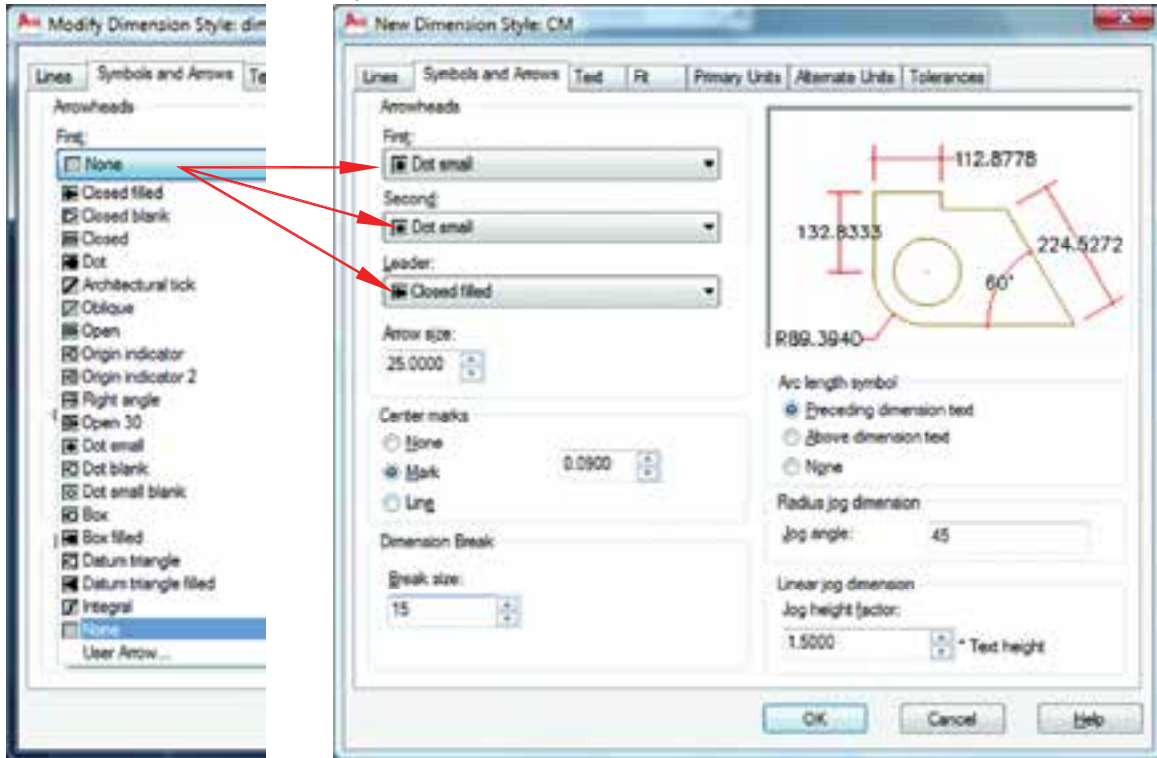 Modify Dimension Style: dim
Lines Symbols and Arrows Te
Arrowheads
First:
None
Closed filled
Closed blank
Closed
Dot
Architectural tick
Oblique
Open
Origin indicator
Origin indicator 2
Right angle
Open 30
Dot small
Dot blank
Dot small blank
Box
Box filled
Datum triangle
Datum triangle filled
Integral
None
User Arrow...
New Dimension Style: CM
Lines Symbols and Arrows Text Fit Primary Units Alternate Units Tolerances
Arrowheads
First:
Dot small
Second:
Dot small
Leader:
Closed filled
Arrow size:
25.0000
Center marks
None
Mark 0.0900
Line
Dimension Break
Break size:
15
112.8778
132.8333
224.5272
60°
R89.3940
Arc length symbol
Preceding dimension text
Above dimension text
None
Radius jog dimension
Jog angle: 45
Linear jog dimension
Jog height factor:
1.5000 * Text height
OK Cancel Help